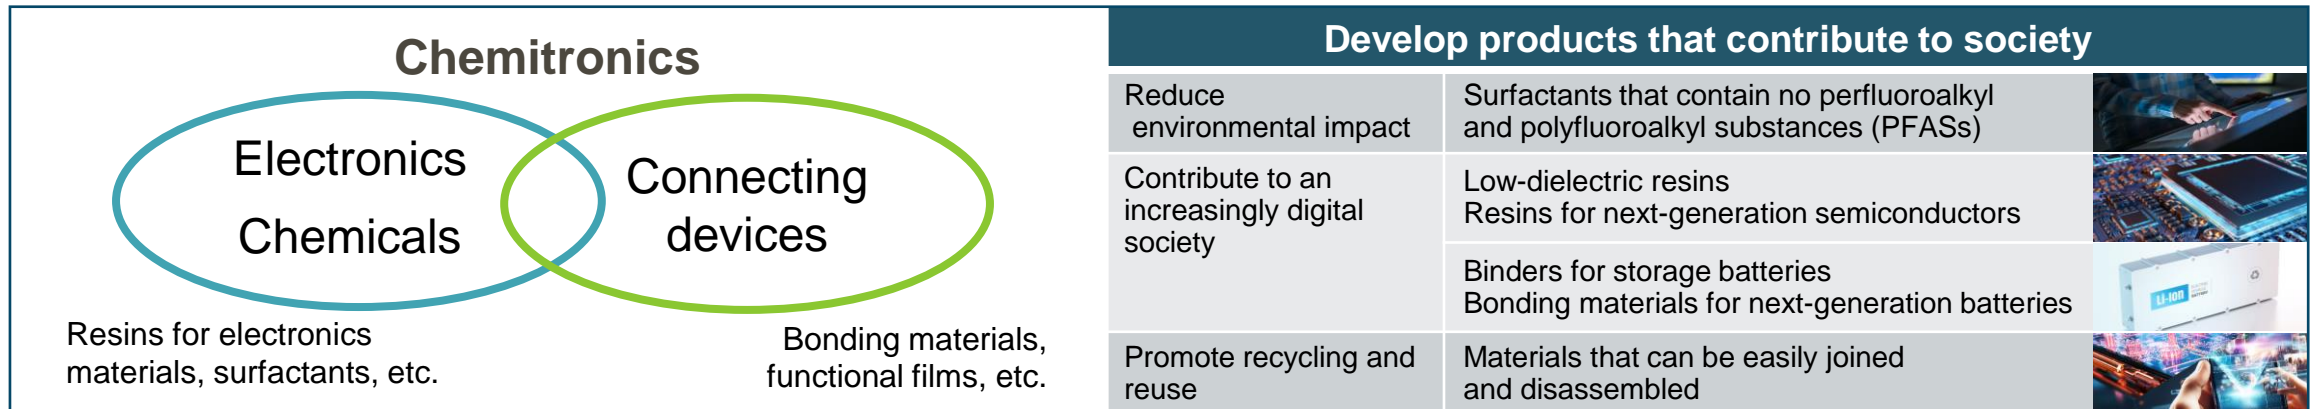 Chemitronics
Electronics
Chemicals
Connecting
devices
Resins for electronics
materials, surfactants, etc.
Bonding materials,
functional films, etc.
Develop products that contribute to society
Reduce
environmental impact
Surfactants that contain no perfluoroalkyl
and polyfluoroalkyl substances (PFASs)
Contribute to an
increasingly digital
society
Low-dielectric resins
Resins for next-generation semiconductors
Binders for storage batteries
Bonding materials for next-generation batteries
Li-Ion
Promote recycling and
reuse
Materials that can be easily joined
and disassembled